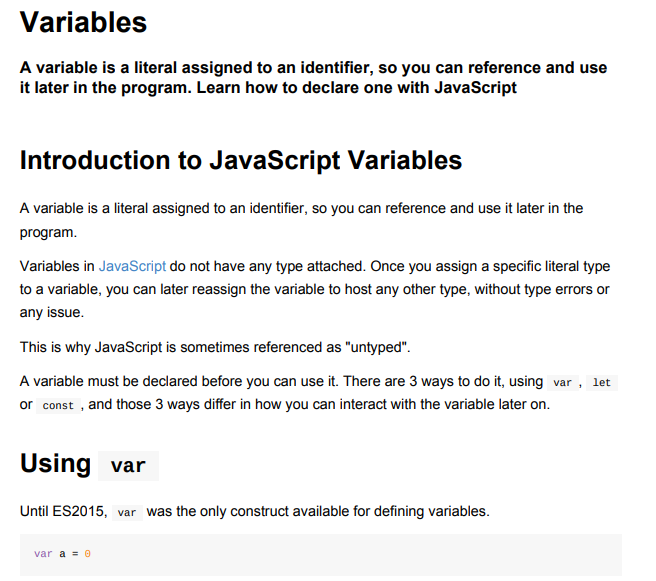 Variables
A variable is a literal assigned to an identifier, so you can reference and use
it later in the program. Learn how to declare one with JavaScript
Introduction to JavaScript Variables
A variable is a literal assigned to an identifier, so you can reference and use it later in the
program.
Variables in JavaScript do not have any type attached. Once you assign a specific literal type
to a variable, you can later reassign the variable to host any other type, without type errors or
any issue.
This is why JavaScript is sometimes referenced as "untyped".
A variable must be declared before you can use it. There are 3 ways to do it, using var , let
or const , and those 3 ways differ in how you can interact with the variable later on.
Using var
Until ES2015, var was the only construct available for defining variables.
var a = 0